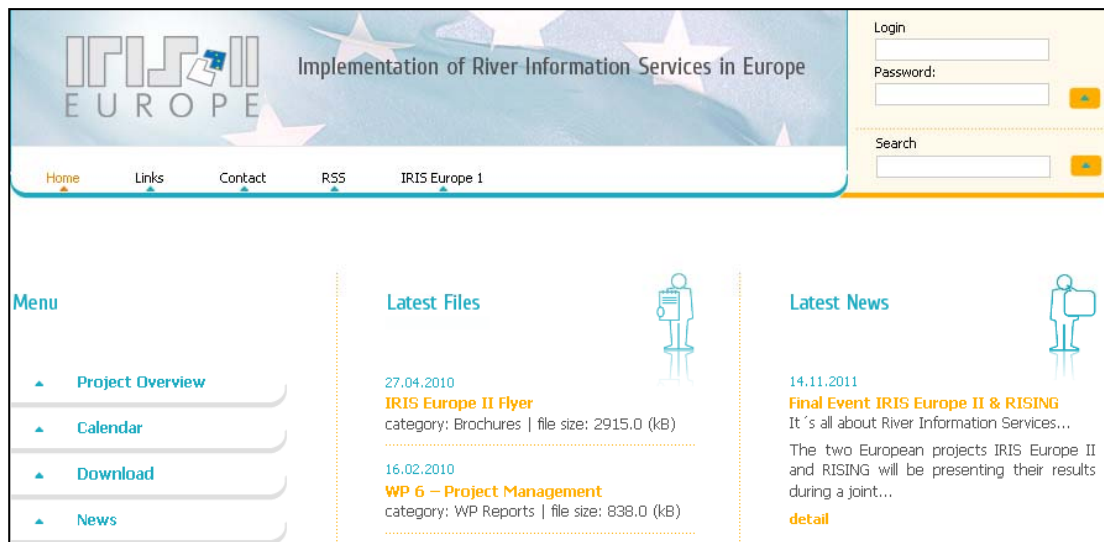 IRIS II
EUROPE
Implementation of River Information Services in Europe
Login
Password:
Search
Home
Links
Contact
RSS
IRIS Europe 1
Menu
Project Overview
Calendar
Download
News
Latest Files
27.04.2010
IRIS Europe II Flyer
category: Brochures | file size: 2915.0 (kB)
16.02.2010
WP 6 – Project Management
category: WP Reports | file size: 838.0 (kB)
Latest News
14.11.2011
Final Event IRIS Europe II & RISING
It´s all about River Information Services...
The two European projects IRIS Europe II
and RISING will be presenting their results
during a joint...
detail